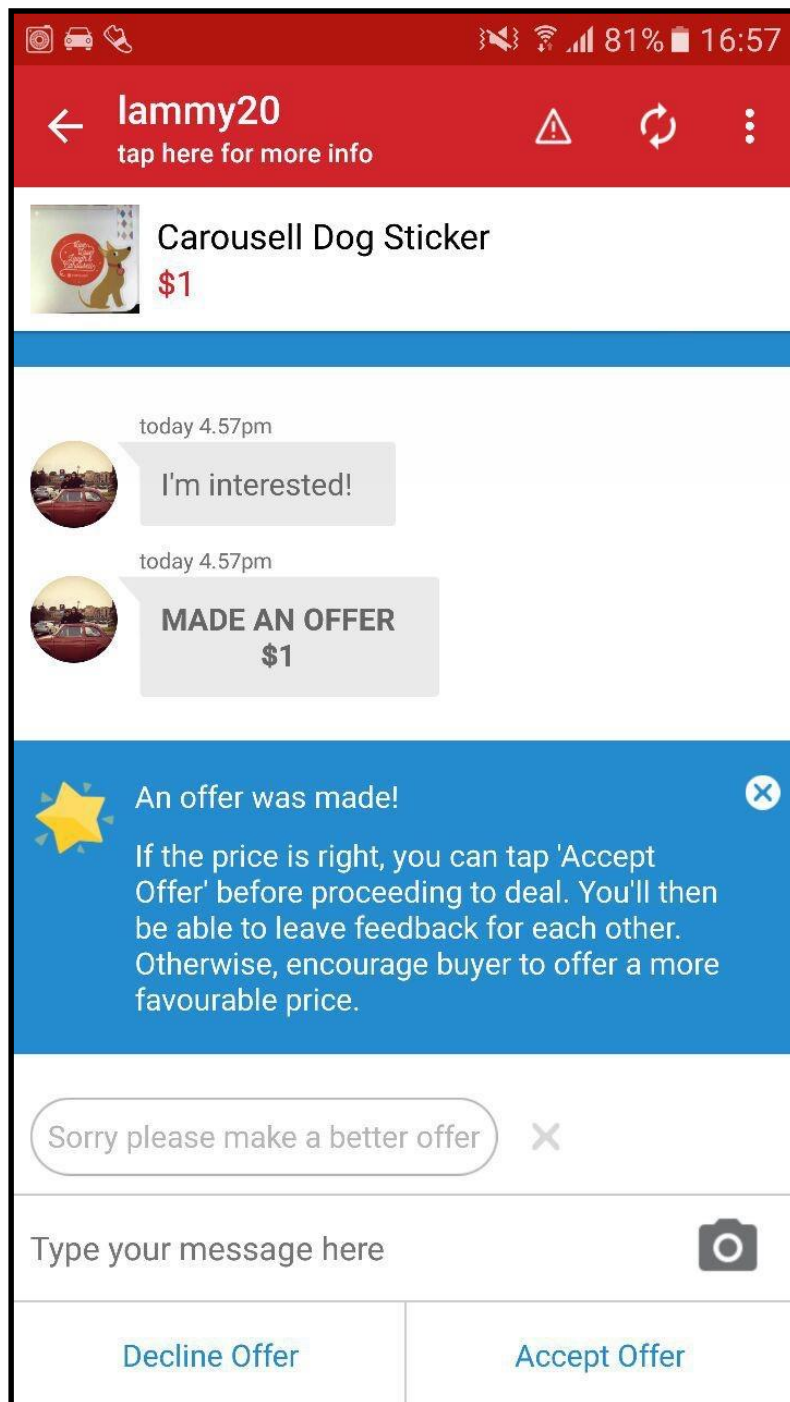 81% 16:57
lammy20
tap here for more info
Carousell Dog Sticker
$1
today 4.57pm
I'm interested!
today 4.57pm
MADE AN OFFER
$1
An offer was made!
If the price is right, you can tap 'Accept
Offer' before proceeding to deal. You'll then
be able to leave feedback for each other.
Otherwise, encourage buyer to offer a more
favourable price.
Sorry please make a better offer
Type your message here
Decline Offer
Accept Offer